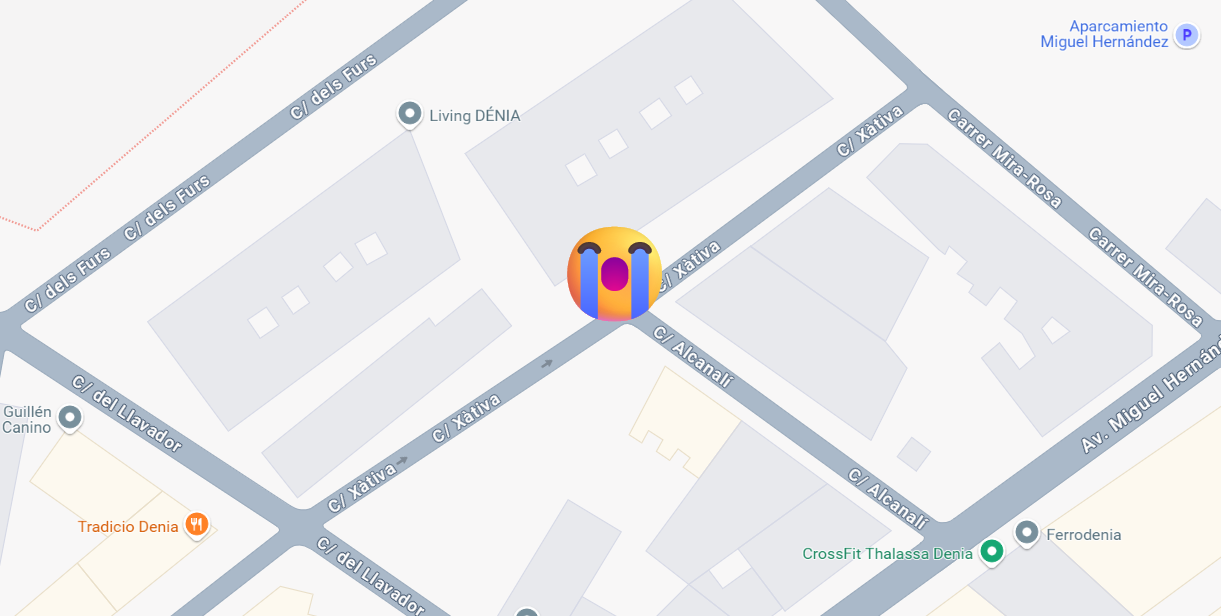 Aparcamiento
Miguel Hernández
P
C/ dels Furs
Living DÉNIA
C/ Xàtiva
Carrer Mira-Rosa
C/ dels Furs
C/ dels Furs
C/ Xàtiva
Carrer Mira-Rosa
C/ Alcanalí
Av. Miguel Hernánd
C/ del Llavador
Guillén
Canino
C/ Xàtiva
C/ Xàtiva
C/ Alcanalí
Tradicio Denia
Ferrodenia
CrossFit Thalassa Denia
C/ del Llavador